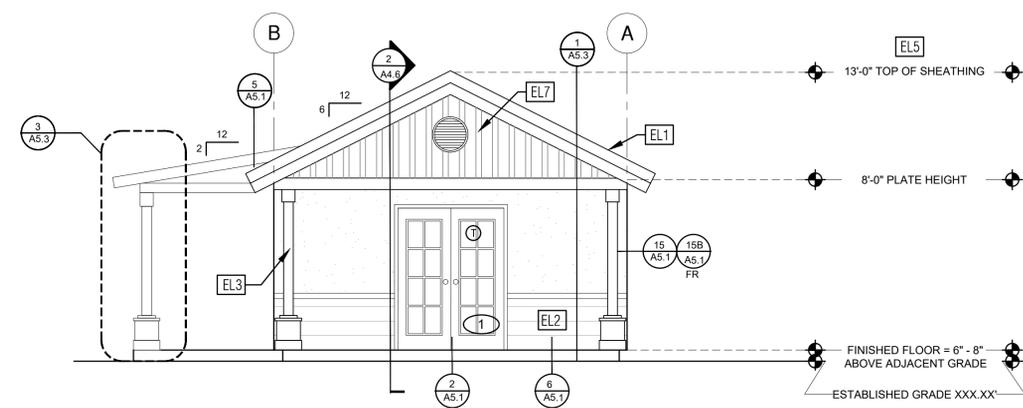 B
A
2
A4.6
1
A5.3
EL5
13'-0" TOP OF SHEATHING
5
A5.1
12
6
EL7
3
A5.3
12
2
EL1
8'-0" PLATE HEIGHT
T
15
A5.1
15B
A5.1
FR
EL3
1
EL2
FINISHED FLOOR = 6" - 8"
ABOVE ADJACENT GRADE
2
A5.1
6
A5.1
ESTABLISHED GRADE XXX.XX'